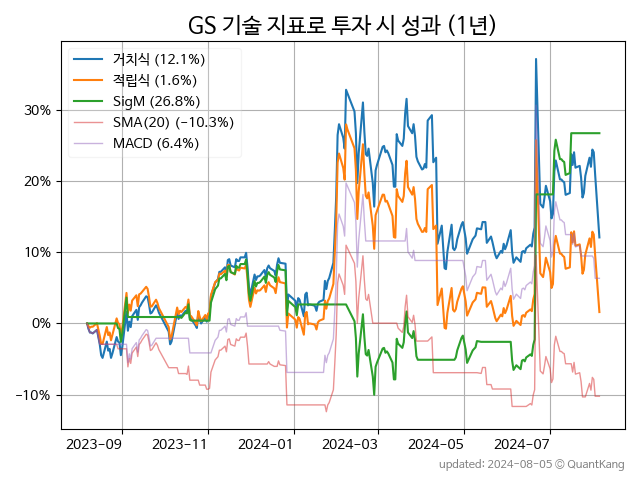 GS 기술 지표로 투자 시 성과 (1년)
거치식 (12.1%)
적립식 (1.6%)
SigM (26.8%)
SMA(20) (−10.3%)
MACD (6.4%)
30%
20%
10%
0%
−10%
2023-09 2023-11 2024-01 2024-03 2024-05 2024-07
updated: 2024-08-05 © QuantKang